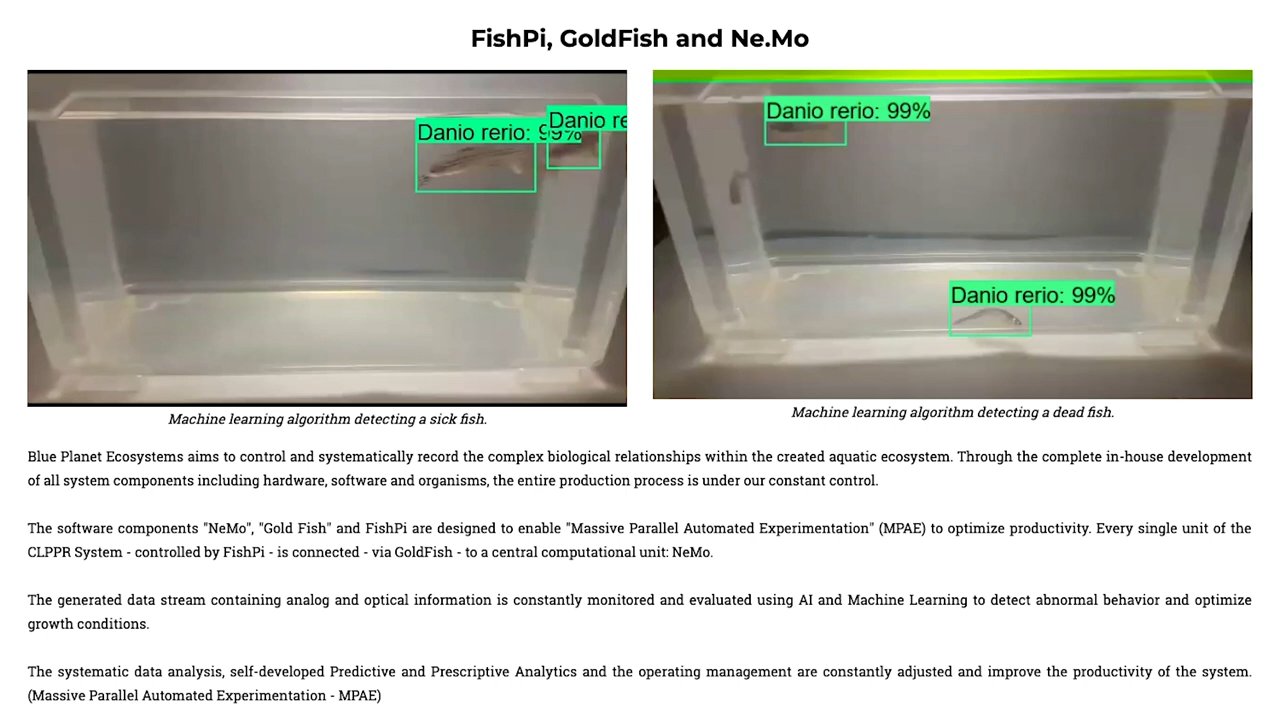 FishPi, GoldFish and Ne.Mo
Danio rerio: 99%
Danio re
Danio rerio: 99%
Danio rerio: 99%
Machine learning algorithm detecting a sick fish.
Machine learning algorithm detecting a dead fish.
Blue Planet Ecosystems aims to control and systematically record the complex biological relationships within the created aquatic ecosystem. Through the complete in-house development
of all system components including hardware, software and organisms, the entire production process is under our constant control.
The software components "NeMo", "Gold Fish" and FishPi are designed to enable "Massive Parallel Automated Experimentation" (MPAE) to optimize productivity. Every single unit of the
CLPPR System - controlled by FishPi - is connected - via GoldFish - to a central computational unit: NeMo.
The generated data stream containing analog and optical information is constantly monitored and evaluated using AI and Machine Learning to detect abnormal behavior and optimize
growth conditions.
The systematic data analysis, self-developed Predictive and Prescriptive Analytics and the operating management are constantly adjusted and improve the productivity of the system.
(Massive Parallel Automated Experimentation - MPAE)